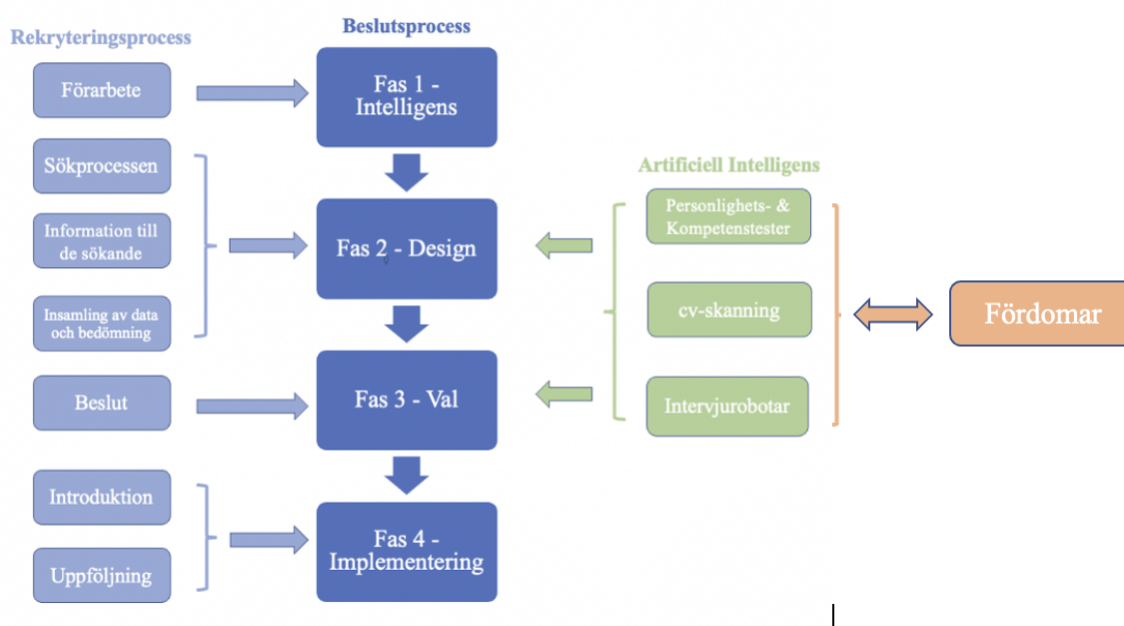 Rekryteringsprocess
Förarbete
Sökprocessen
Information till
de sökande
Insamling av data
och bedömning
Beslut
Introduktion
Uppföljning
Beslutsprocess
Fas 1 -
Intelligens
Fas 2 - Design
Fas 3 - Val
Fas 4 -
Implementering
Artificiell Intelligens
Personlighets- &
Kompetenstester
cv-skanning
Intervjurobotar
Fördomar